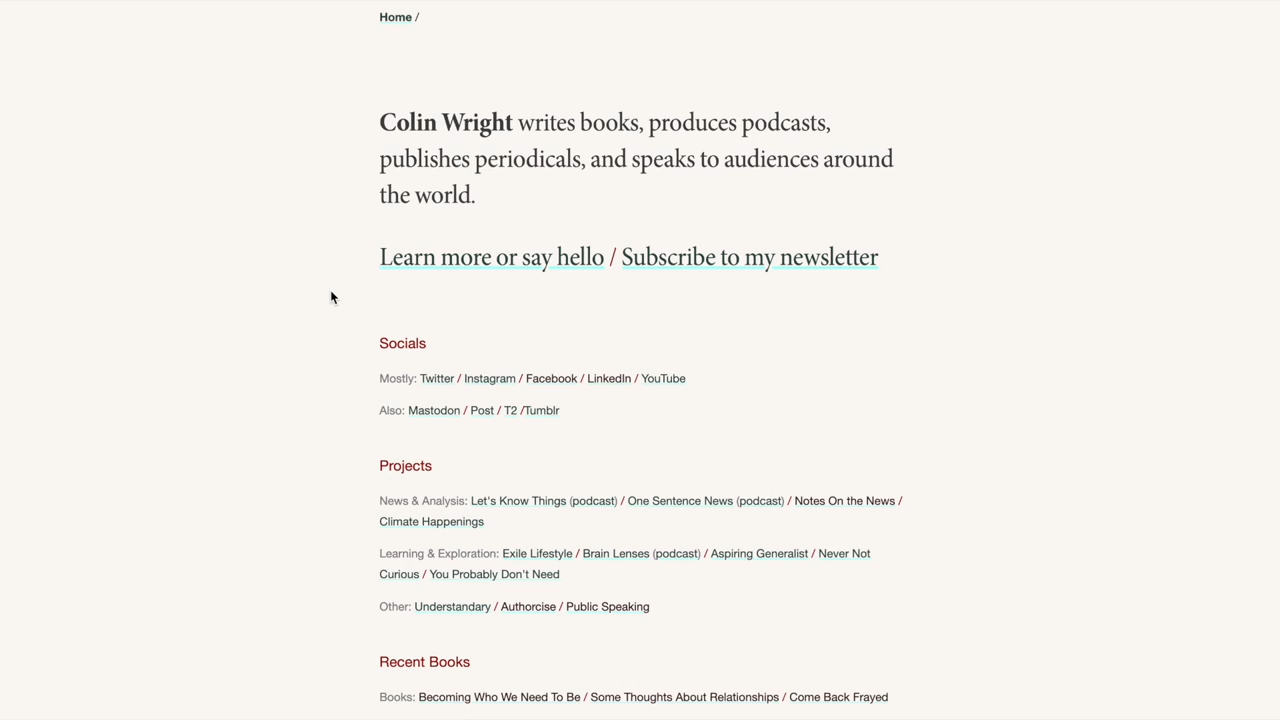 Home /
Colin Wright writes books, produces podcasts,
publishes periodicals, and speaks to audiences around
the world.
Learn more or say hello / Subscribe to my newsletter
Socials
Mostly: Twitter / Instagram / Facebook / LinkedIn / YouTube
Also: Mastodon / Post / T2 /Tumblr
Projects
News & Analysis: Let's Know Things (podcast) / One Sentence News (podcast) / Notes On the News /
Climate Happenings
Learning & Exploration: Exile Lifestyle / Brain Lenses (podcast) / Aspiring Generalist / Never Not
Curious / You Probably Don't Need
Other: Understandary / Authorcise / Public Speaking
Recent Books
Books: Becoming Who We Need To Be / Some Thoughts About Relationships / Come Back Frayed